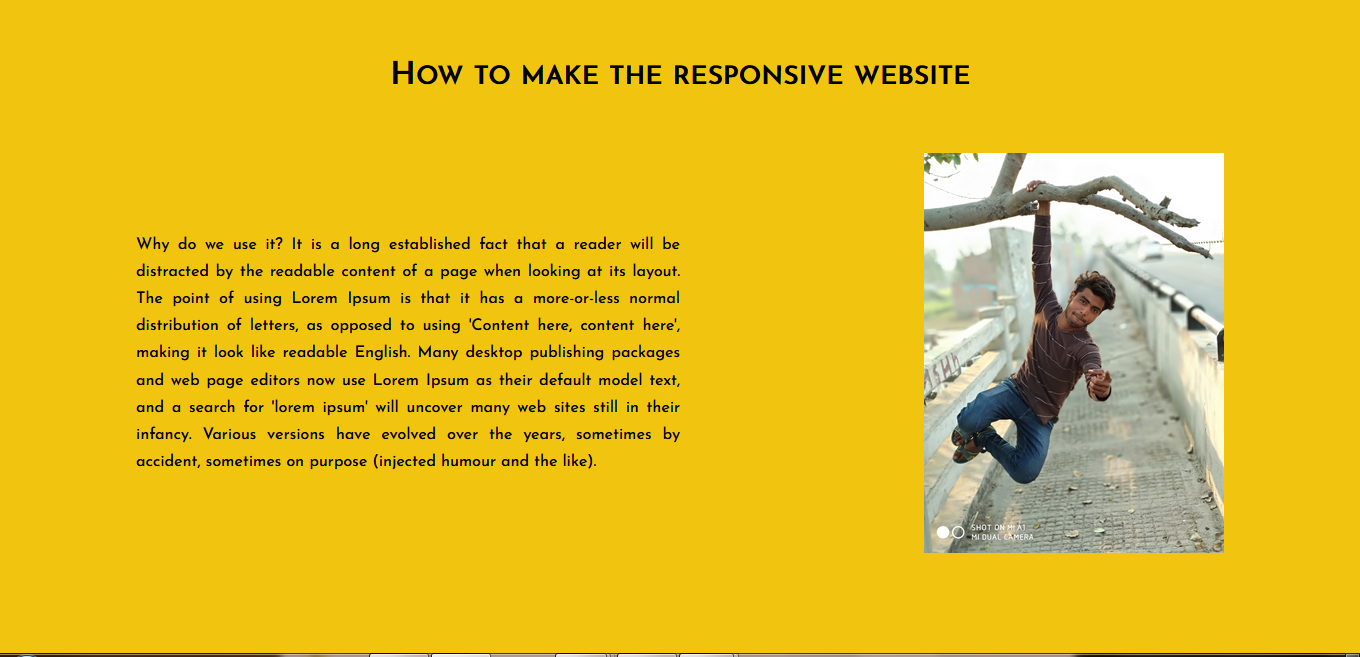 How to make the responsive website
Why do we use it? It is a long established fact that a reader will be
distracted by the readable content of a page when looking at its layout.
The point of using Lorem Ipsum is that it has a more-or-less normal
distribution of letters, as opposed to using 'Content here, content here',
making it look like readable English. Many desktop publishing packages
and web page editors now use Lorem Ipsum as their default model text,
and a search for 'lorem ipsum' will uncover many web sites still in their
infancy. Various versions have evolved over the years, sometimes by
accident, sometimes on purpose (injected humour and the like).
SHOT ON MI A1
MI DUAL CAMERA